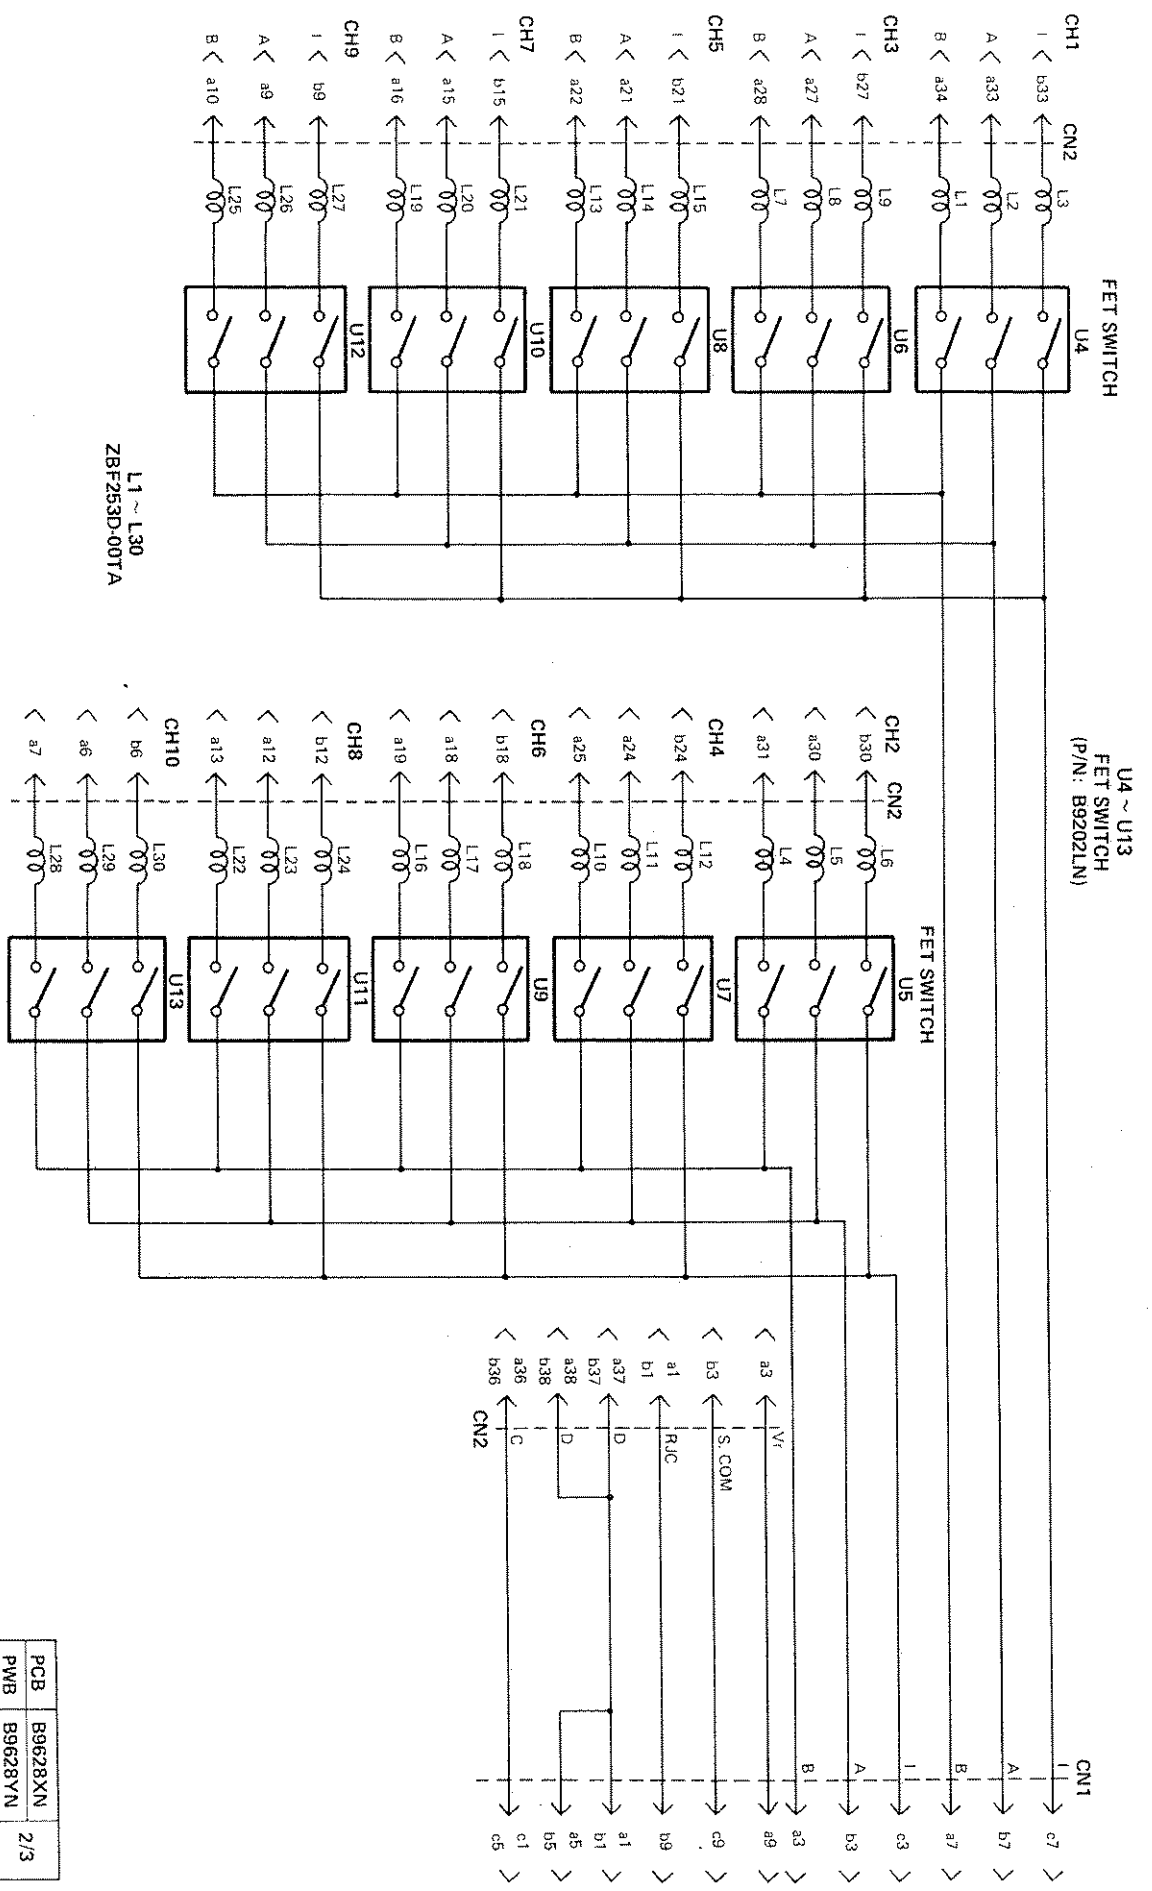 CH1
I b33 L3
A a33 L2
B a34 L1
CH3
I b27 L9
A a27 L8
B a28 L7
CH5
I b21 L15
A a21 L14
B a22 L13
CH7
I b15 L21
A a15 L20
B a16 L19
CH9
I b9 L27
A a9 L26
B a10 L25
CN2
FET SWITCH
U4
U6
U8
U10
U12
L1 ~ L30
ZBF253D-00TA
U4 ~ U13
FET SWITCH
(P/N: B9202LN)
CH2
b30 L6
a30 L5
a31 L4
CH4
b24 L12
a24 L11
a25 L10
CH6
b18 L18
a18 L17
a19 L16
CH8
b12 L24
a12 L23
a13 L22
CH10
b6 L30
a6 L29
a7 L28
CN2
FET SWITCH
U5
U7
U9
U11
U13
a3 Vr
b3 S. COM
a1
b1 RJC
a37
b37 D
a38
b38 D
a36
b36 C
CN2
CN1
I c7
A b7
B a7
I c3
A b3
B a3
a9
c9
b9
a1
b1
a5
b5
c1
c5
PCB B9628XN
PWB B9628YN
2/3